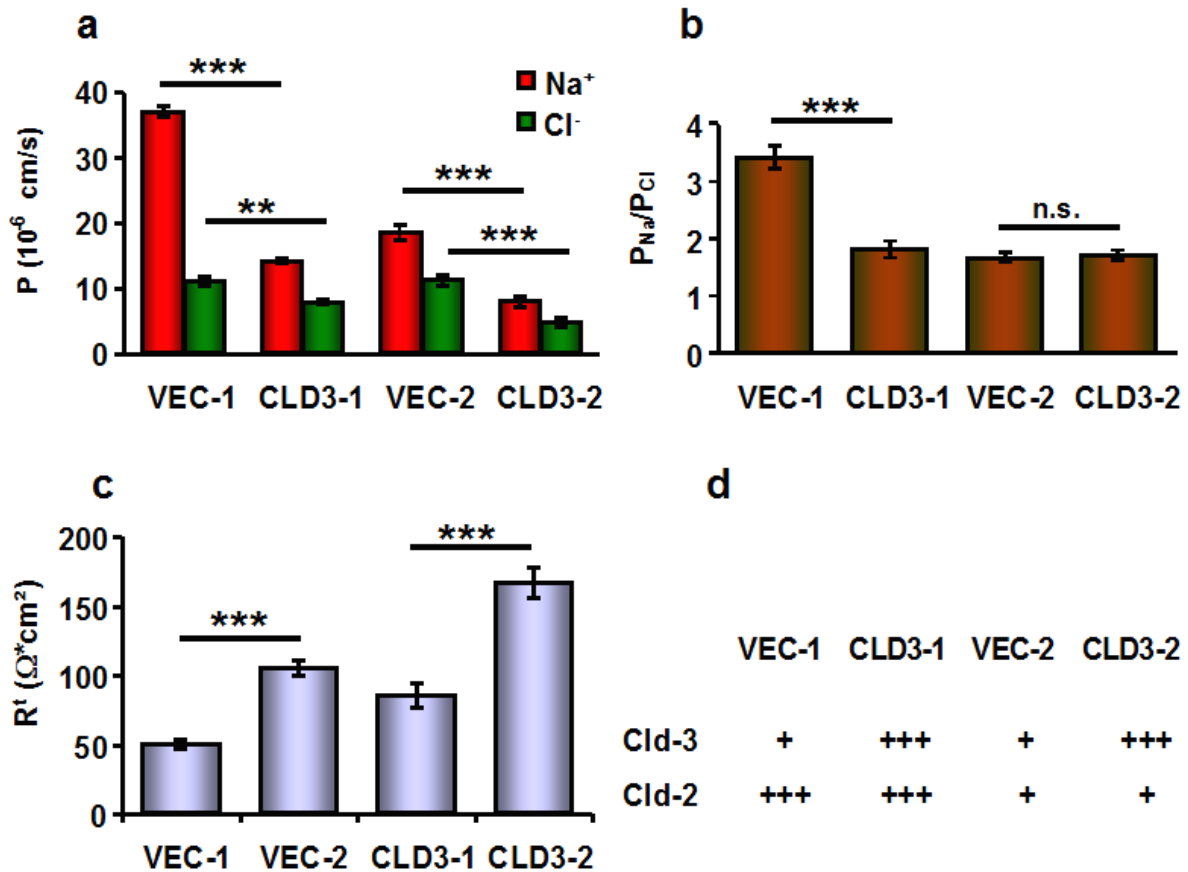 a
*** 
Na⁺
Cl⁻
P (10⁻⁶ cm/s)
40
30
20
10
0
**
***
***
VEC-1 CLD3-1 VEC-2 CLD3-2
b
***
n.s.
PNa/PCl
4
3
2
1
0
VEC-1 CLD3-1 VEC-2 CLD3-2
c
***
***
Rᵗ (Ω*cm²)
200
150
100
50
0
VEC-1 VEC-2 CLD3-1 CLD3-2
d
VEC-1 CLD3-1 VEC-2 CLD3-2
Cld-3 + +++ + +++
Cld-2 +++ +++ + +